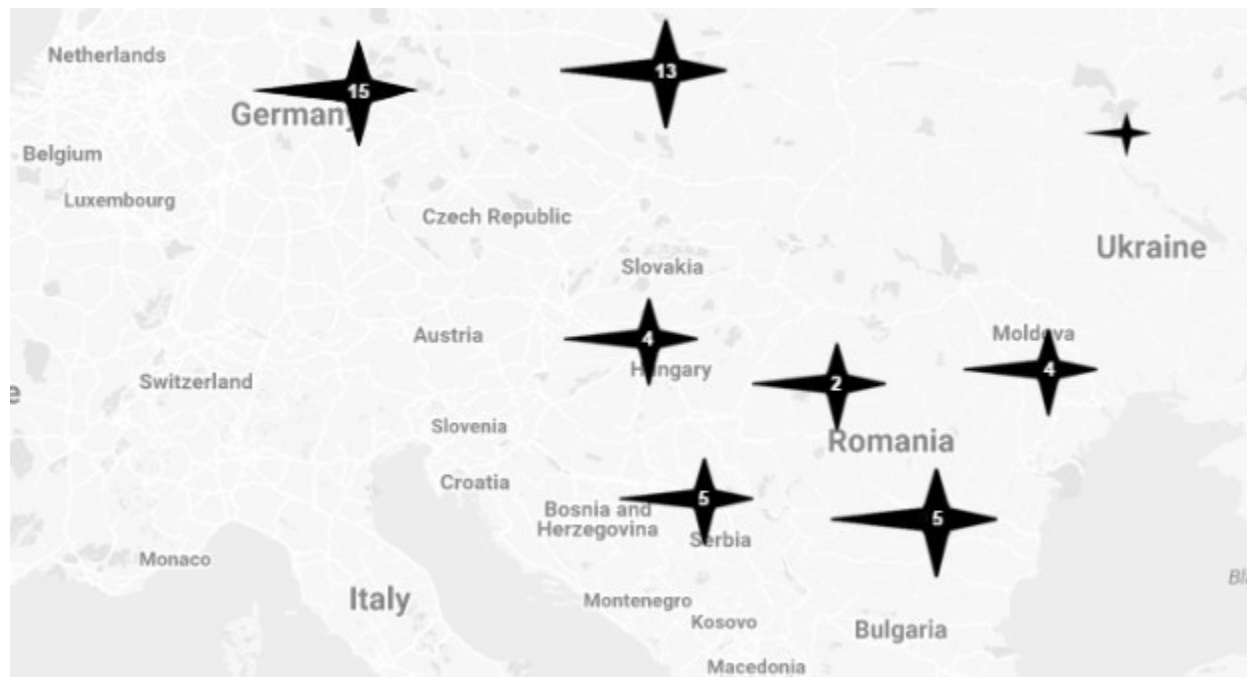 Netherlands
13
15
Germany
Belgium
Luxembourg
Czech Republic
Ukraine
Slovakia
Austria
Moldova
4
Hungary
4
Switzerland
2
e
Slovenia
Romania
Croatia
5
Bosnia and
Herzegovina
5
Serbia
Monaco
Bl
Italy
Montenegro
Kosovo
Bulgaria
Macedonia